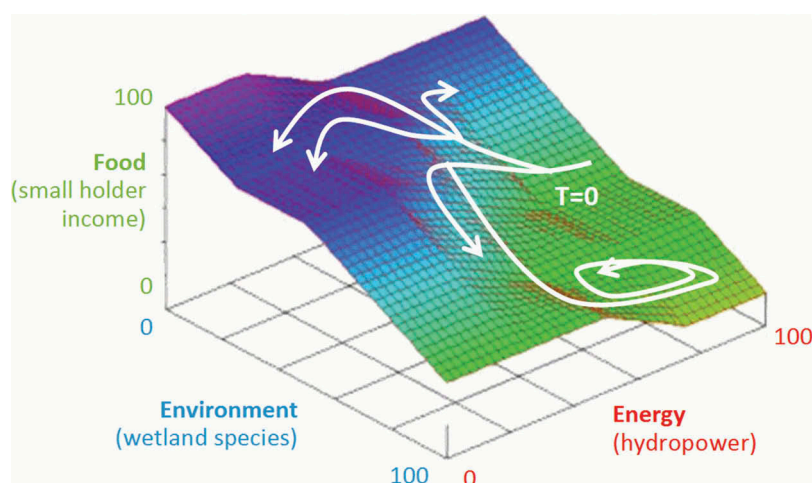 100
Food
(small holder
income)
0
0
T=0
100
Environment
(wetland species)
Energy
(hydropower)
100
0